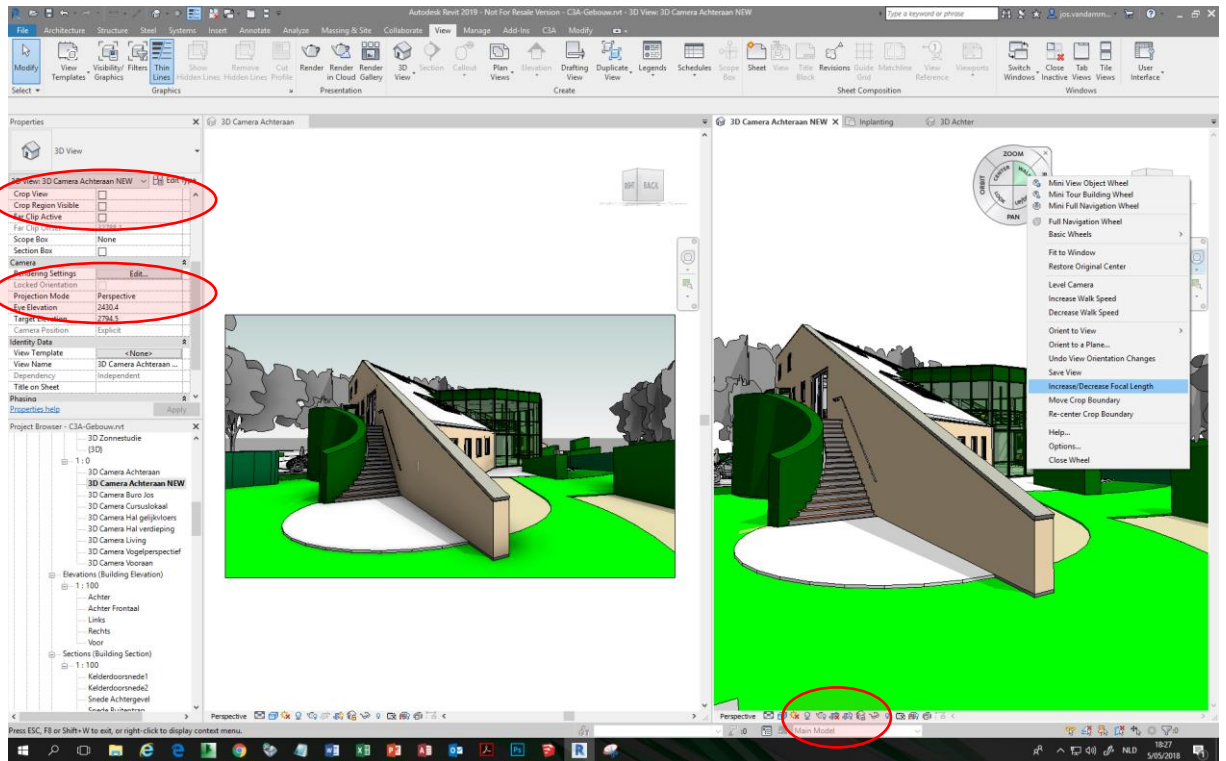 Autodesk Revit 2019 - Not For Resale Version - C3A-Gebouw.rvt - 3D View: 3D Camera Achteraan NEW
Type a keyword or phrase
jos.vandamm...
File Architecture Structure Steel Systems Insert Annotate Analyze Massing & Site Collaborate View Manage Add-Ins C3A Modify
Modify
View Templates
Visibility/ Graphics
Filters
Thin Lines
Show Hidden Lines
Remove Hidden Lines
Cut Profile
Render
Render in Cloud
Render Gallery
3D View
Section
Callout
Plan Views
Elevation
Drafting View
Duplicate View
Legends
Schedules
Scope Box
Sheet
View
Title Block
Revisions
Guide Grid
Matchline
View Reference
Viewports
Switch Windows
Close Inactive
Tab Views
Tile Views
User Interface
Select Graphics Presentation Create Sheet Composition Windows
Properties
3D View
3D View: 3D Camera Achteraan NEW Edit Type
Crop View
Crop Region Visible
Far Clip Active
Far Clip Offset
Scope Box None
Section Box
Camera
Rendering Settings Edit...
Locked Orientation
Projection Mode Perspective
Eye Elevation 2430.4
Target Elevation 2794.5
Camera Position Explicit
Identity Data
View Template <None>
View Name 3D Camera Achteraan ...
Dependency Independent
Title on Sheet
Phasing
Properties help Apply
Project Browser - C3A-Gebouw.rvt
3D Zonnestudie
{3D}
1 : 0
3D Camera Achteraan
3D Camera Achteraan NEW
3D Camera Buro Jos
3D Camera Cursuslokaal
3D Camera Hal gelijkvloers
3D Camera Hal verdieping
3D Camera Living
3D Camera Vogelperspectief
3D Camera Vooraan
Elevations (Building Elevation)
1 : 100
Achter
Achter Frontaal
Links
Rechts
Voor
Sections (Building Section)
1 : 100
Kelderdoorsnede1
Kelderdoorsnede2
Snede Achtergevel
Snede Buitentrap
3D Camera Achteraan
BACK
Perspective
3D Camera Achteraan NEW
Inplanting
3D Achter
ZOOM
CENTER
WALK
LOOK
ORBIT
PAN
Mini View Object Wheel
Mini Tour Building Wheel
Mini Full Navigation Wheel
Full Navigation Wheel
Basic Wheels
Fit to Window
Restore Original Center
Level Camera
Increase Walk Speed
Decrease Walk Speed
Orient to View
Orient to a Plane...
Undo View Orientation Changes
Save View
Increase/Decrease Focal Length
Move Crop Boundary
Re-center Crop Boundary
Help...
Options...
Close Wheel
Perspective
Press ESC, F8 or Shift+W to exit, or right-click to display context menu.
:0
Main Model
:0
NLD
18:27
5/05/2018